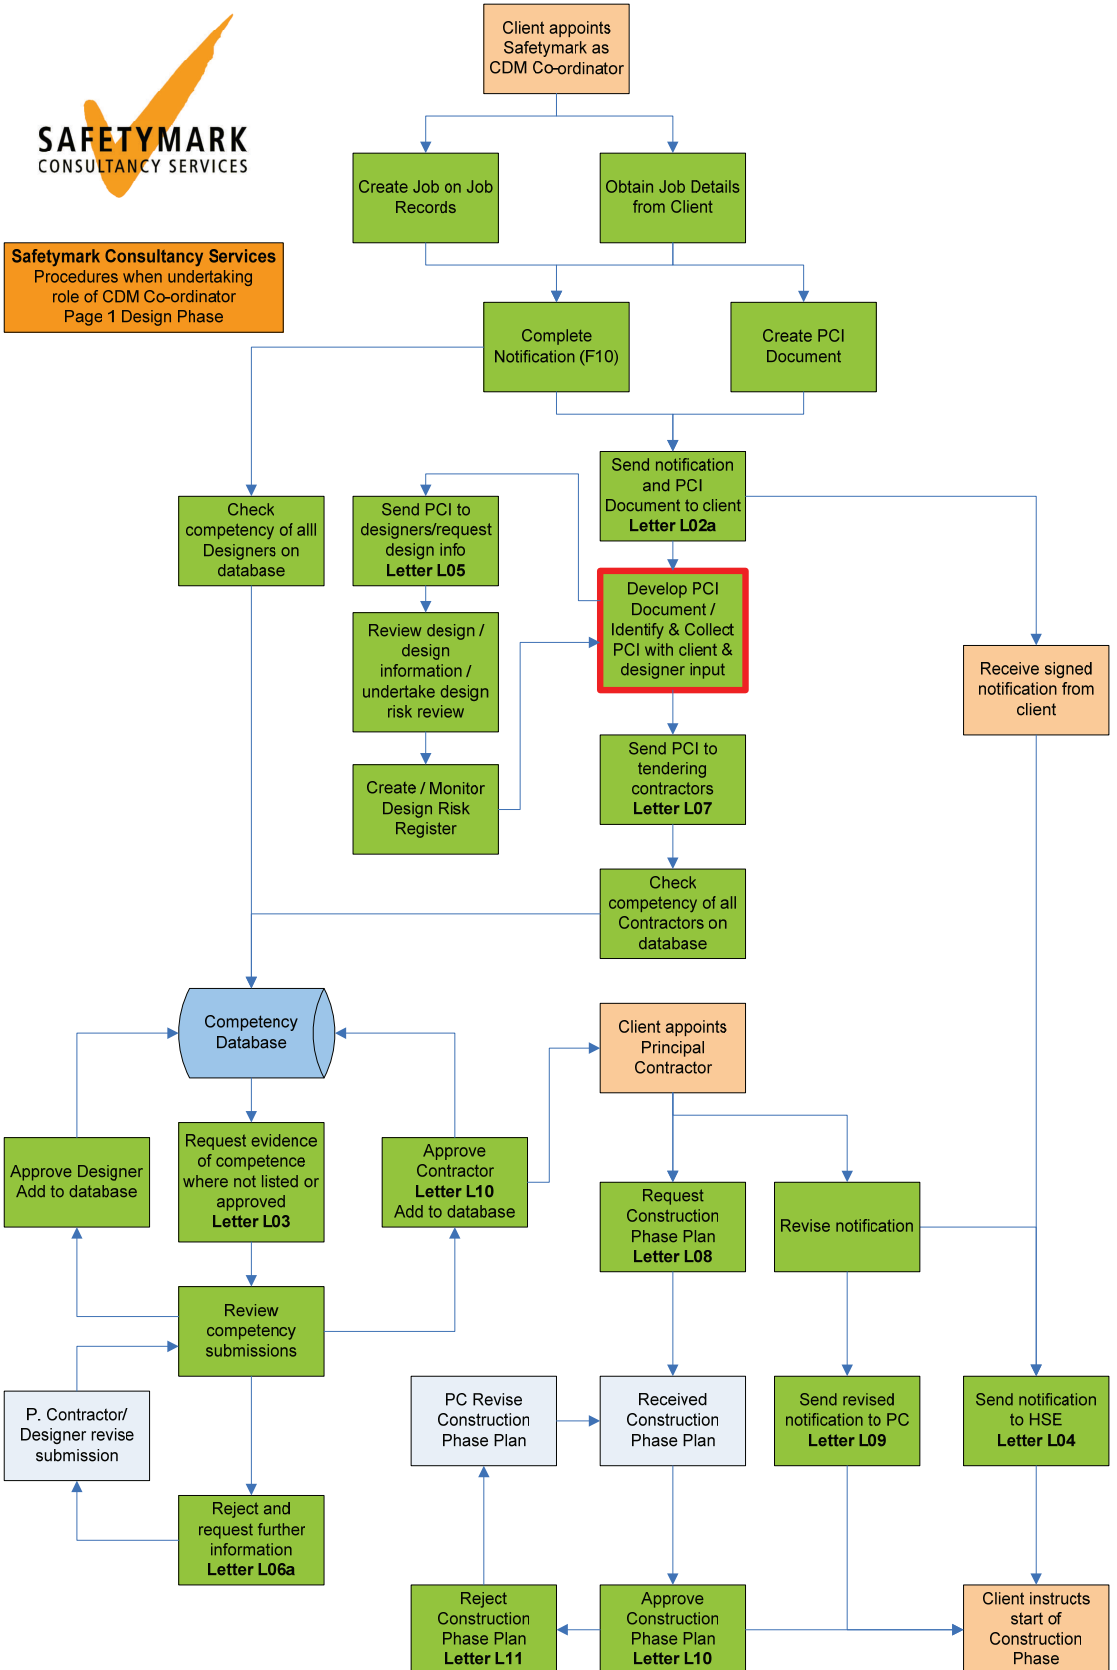 Client appoints
Safetymark as
CDM Co-ordinator
SAFETYMARK
CONSULTANCY SERVICES
Create Job on Job
Records
Obtain Job Details
from Client
Safetymark Consultancy Services
Procedures when undertaking
role of CDM Co-ordinator
Page 1 Design Phase
Complete
Notification (F10)
Create PCI
Document
Send notification
and PCI
Document to client
Letter L02a
Check
competency of alll
Designers on
database
Send PCI to
designers/request
design info
Letter L05
Develop PCI
Document /
Identify & Collect
PCI with client &
designer input
Review design /
design
information /
undertake design
risk review
Receive signed
notification from
client
Send PCI to
tendering
contractors
Letter L07
Create / Monitor
Design Risk
Register
Check
competency of all
Contractors on
database
Competency
Database
Client appoints
Principal
Contractor
Approve Designer
Add to database
Request evidence
of competence
where not listed or
approved
Letter L03
Approve
Contractor
Letter L10
Add to database
Request
Construction
Phase Plan
Letter L08
Revise notification
Review
competency
submissions
P. Contractor/
Designer revise
submission
PC Revise
Construction
Phase Plan
Received
Construction
Phase Plan
Send revised
notification to PC
Letter L09
Send notification
to HSE
Letter L04
Reject and
request further
information
Letter L06a
Reject
Construction
Phase Plan
Letter L11
Approve
Construction
Phase Plan
Letter L10
Client instructs
start of
Construction
Phase